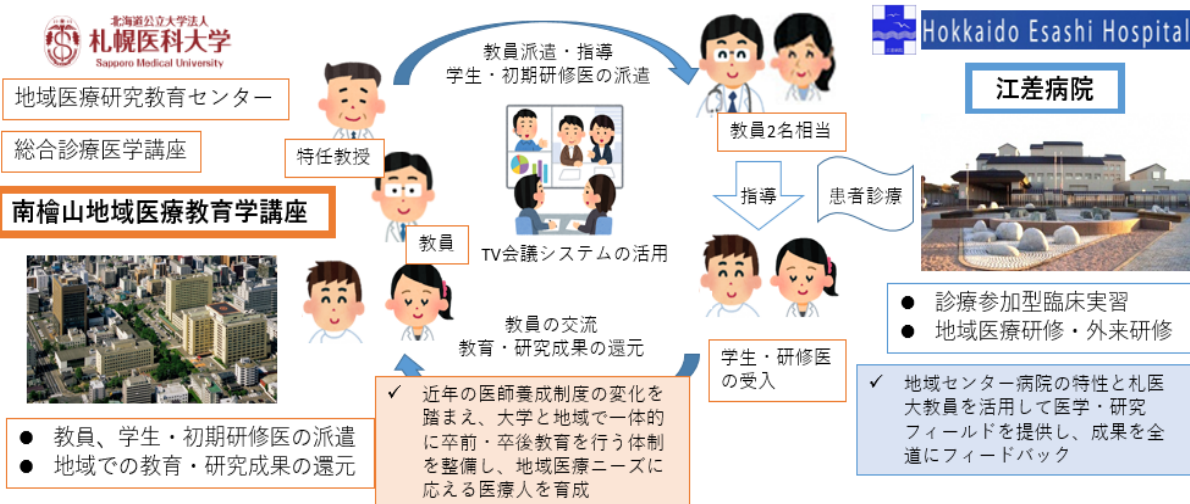 北海道公立大学法人
札幌医科大学
Sapporo Medical University
地域医療研究教育センター
総合診療医学講座
南檜山地域医療教育学講座
特任教授
教員
教員派遣・指導
学生・初期研修医の派遣
TV会議システムの活用
教員の交流
教育・研究成果の還元
教員2名相当
指導
患者診療
学生・研修医
の受入
Hokkaido Esashi Hospital
江差病院
● 診療参加型臨床実習
● 地域医療研修・外来研修
✓ 地域センター病院の特性と札医
大教員を活用して医学・研究
フィールドを提供し、成果を全
道にフィードバック
● 教員、学生・初期研修医の派遣
● 地域での教育・研究成果の還元
✓ 近年の医師養成制度の変化を
踏まえ、大学と地域で一体的
に卒前・卒後教育を行う体制
を整備し、地域医療ニーズに
応える医療人を育成